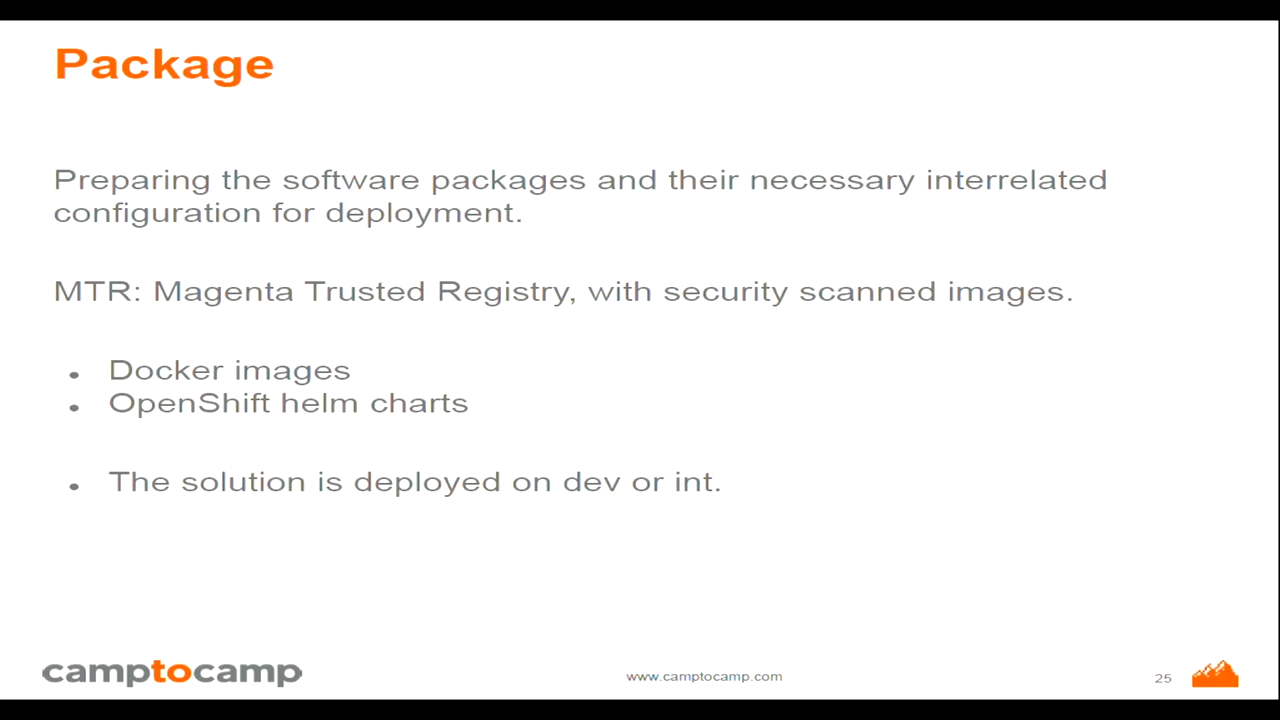 Package
Preparing the software packages and their necessary interrelated
configuration for deployment.
MTR: Magenta Trusted Registry, with security scanned images.
• Docker images
• OpenShift helm charts
• The solution is deployed on dev or int.
camptocamp
www.camptocamp.com
25